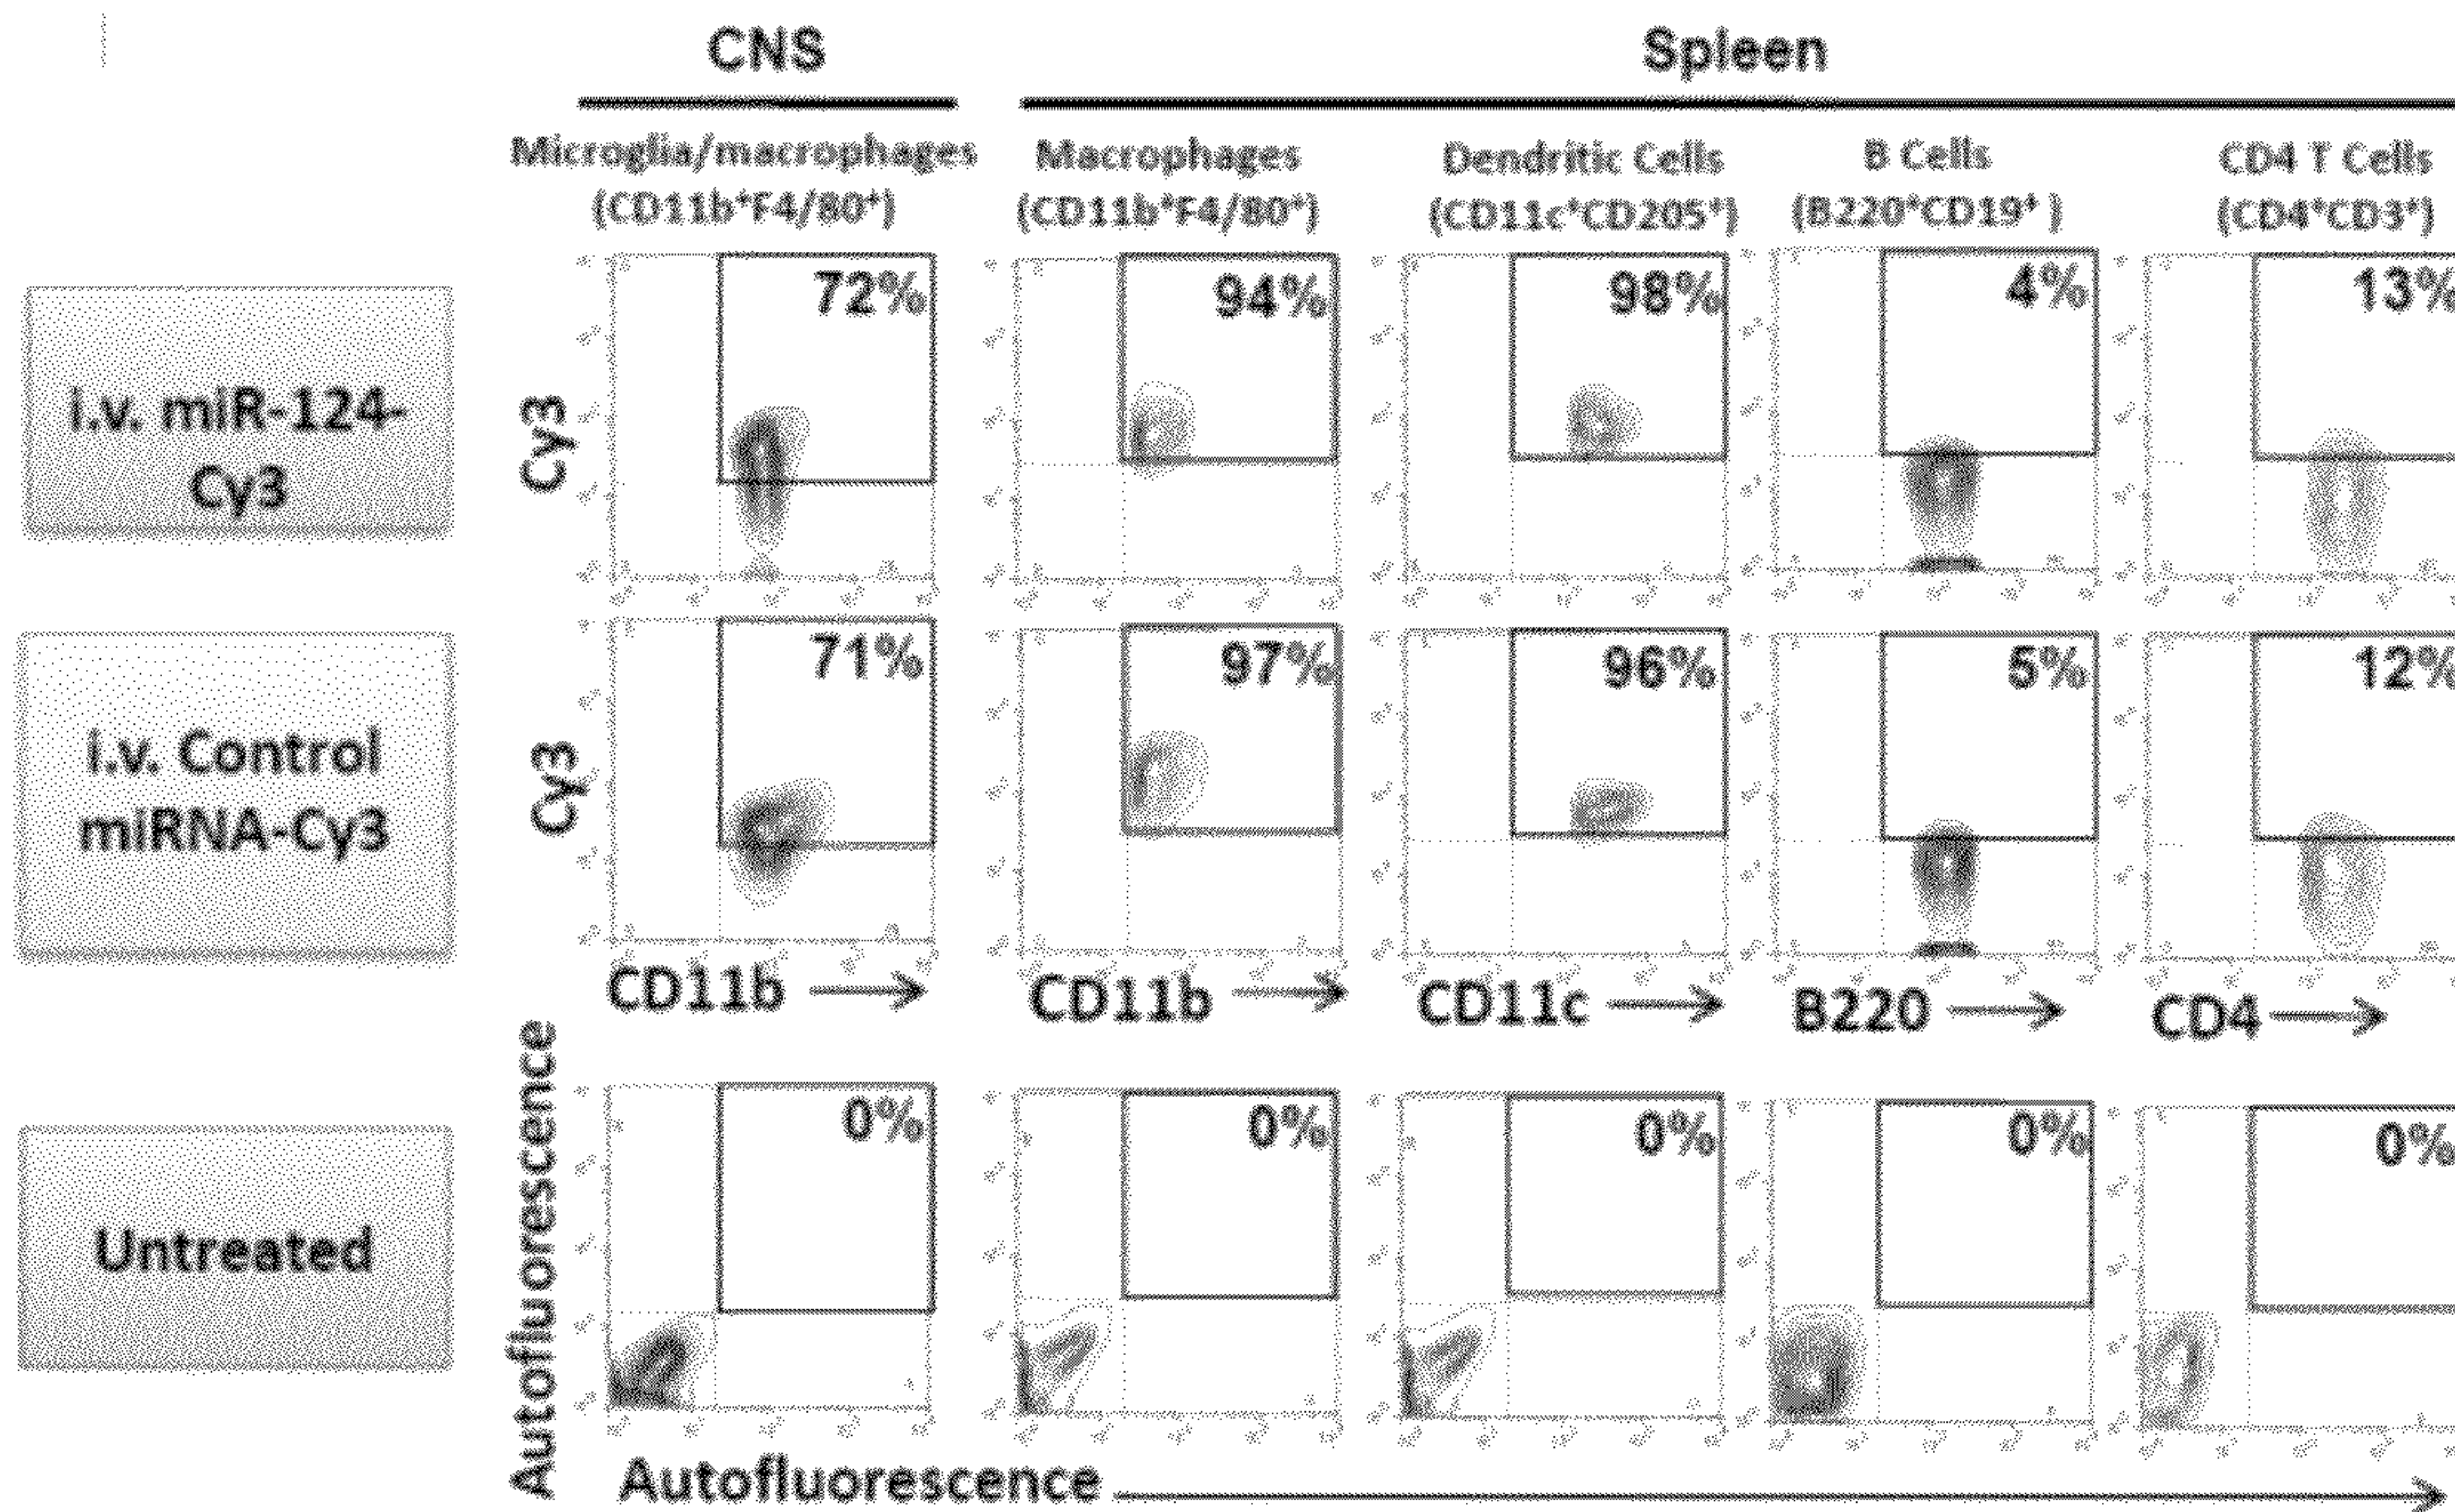 CNS
Spleen
Microglia/macrophages
(CD11b⁺F4/80⁺)
Macrophages
(CD11b⁺F4/80⁺)
Dendritic Cells
(CD11c⁺CD205⁺)
B Cells
(B220⁺CD19⁺ )
CD4 T Cells
(CD4⁺CD3⁺)
i.v. miR-124-
Cy3
Cy3
72%
94%
98%
4%
13%
i.v. Control
miRNA-Cy3
Cy3
71%
97%
96%
5%
12%
CD11b
CD11b
CD11c
B220
CD4
Untreated
Autofluorescence
0%
0%
0%
0%
0%
Autofluorescence